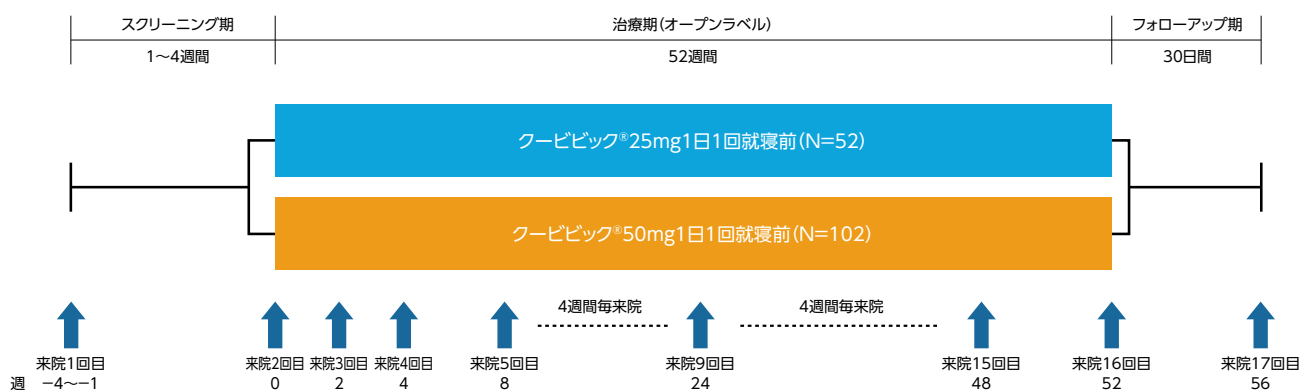 スクリーニング期 治療期(オープンラベル) フォローアップ期
1〜4週間 52週間 30日間
クービビック®25mg1日1回就寝前(N=52)
クービビック®50mg1日1回就寝前(N=102)
4週間毎来院 4週間毎来院
来院1回目 来院2回目 来院3回目 来院4回目 来院5回目 来院9回目 来院15回目 来院16回目 来院17回目
週 −4〜−1 0 2 4 8 24 48 52 56